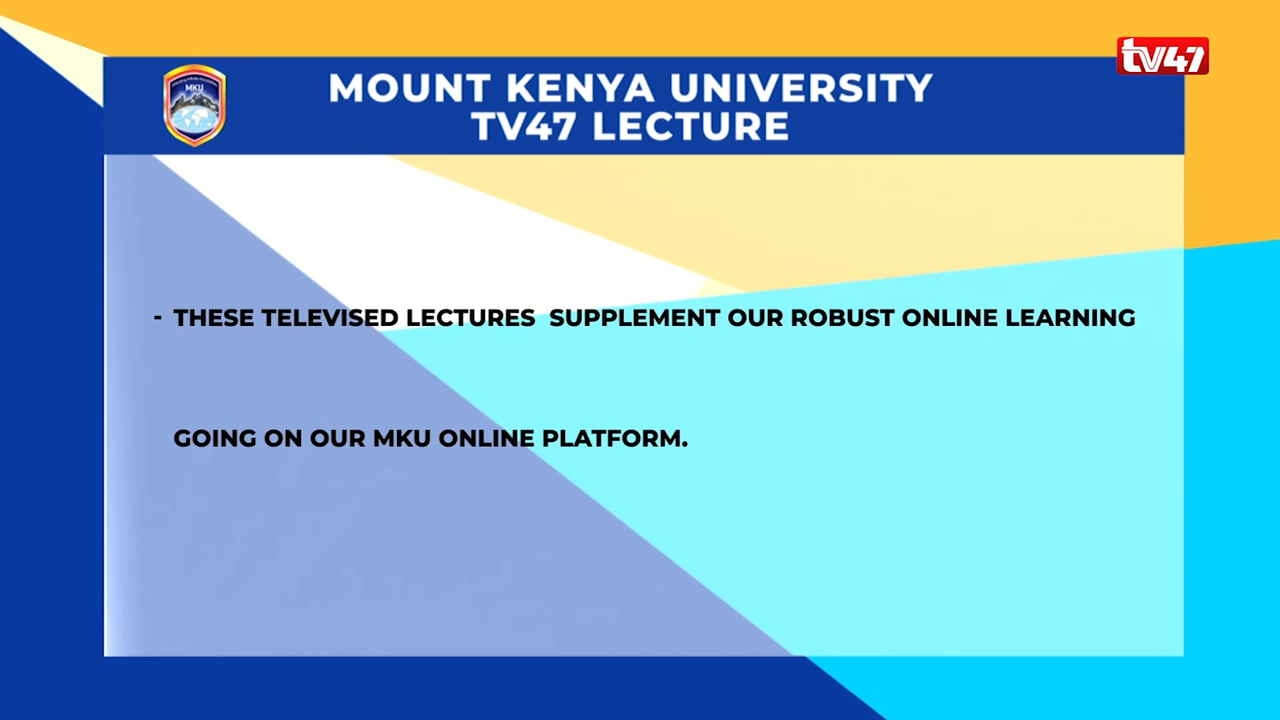 tv47
MKU
MOUNT KENYA UNIVERSITY
TV47 LECTURE
- THESE TELEVISED LECTURES SUPPLEMENT OUR ROBUST ONLINE LEARNING
GOING ON OUR MKU ONLINE PLATFORM.